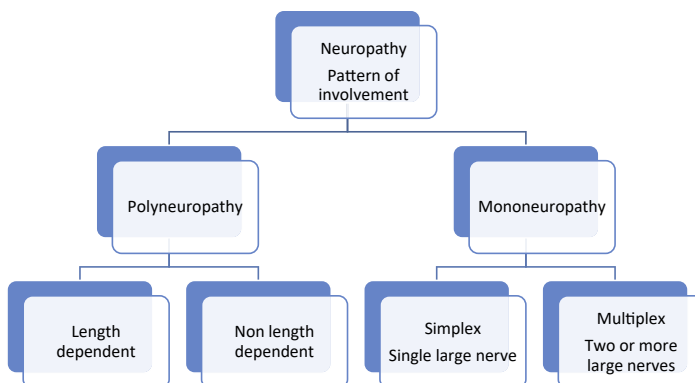 Neuropathy
Pattern of
involvement
Polyneuropathy
Mononeuropathy
Length
dependent
Non length
dependent
Simplex
Single large nerve
Multiplex
Two or more
large nerves